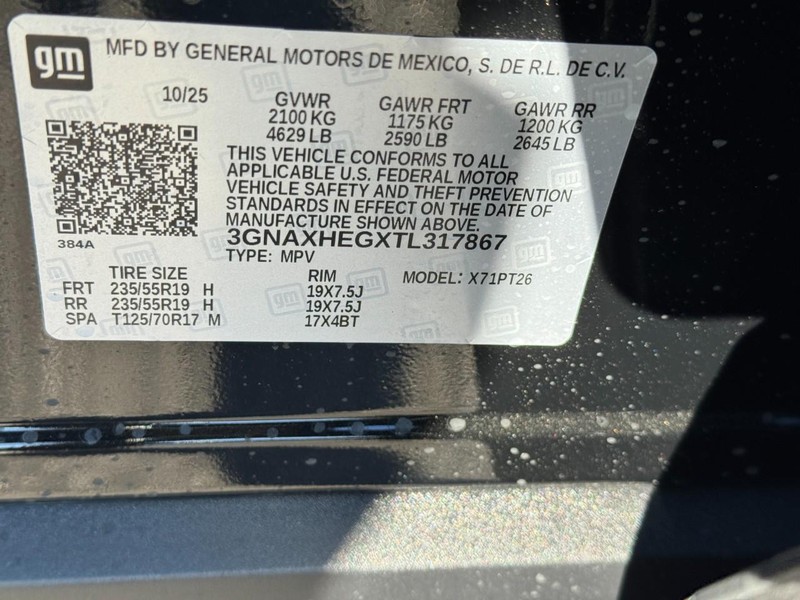 gm MFD BY GENERAL MOTORS DE MEXICO, S. DE R.L. DE C.V.
10/25 GVWR GAWR FRT GAWR RR
2100 KG 1175 KG 1200 KG
4629 LB 2590 LB 2645 LB
THIS VEHICLE CONFORMS TO ALL
APPLICABLE U.S. FEDERAL MOTOR
VEHICLE SAFETY AND THEFT PREVENTION
STANDARDS IN EFFECT ON THE DATE OF
MANUFACTURE SHOWN ABOVE.
384A 3GNAXHEGXTL317867
TYPE: MPV
TIRE SIZE RIM MODEL: X71PT26
FRT 235/55R19 H 19X7.5J
RR 235/55R19 H 19X7.5J
SPA T125/70R17 M 17X4BT